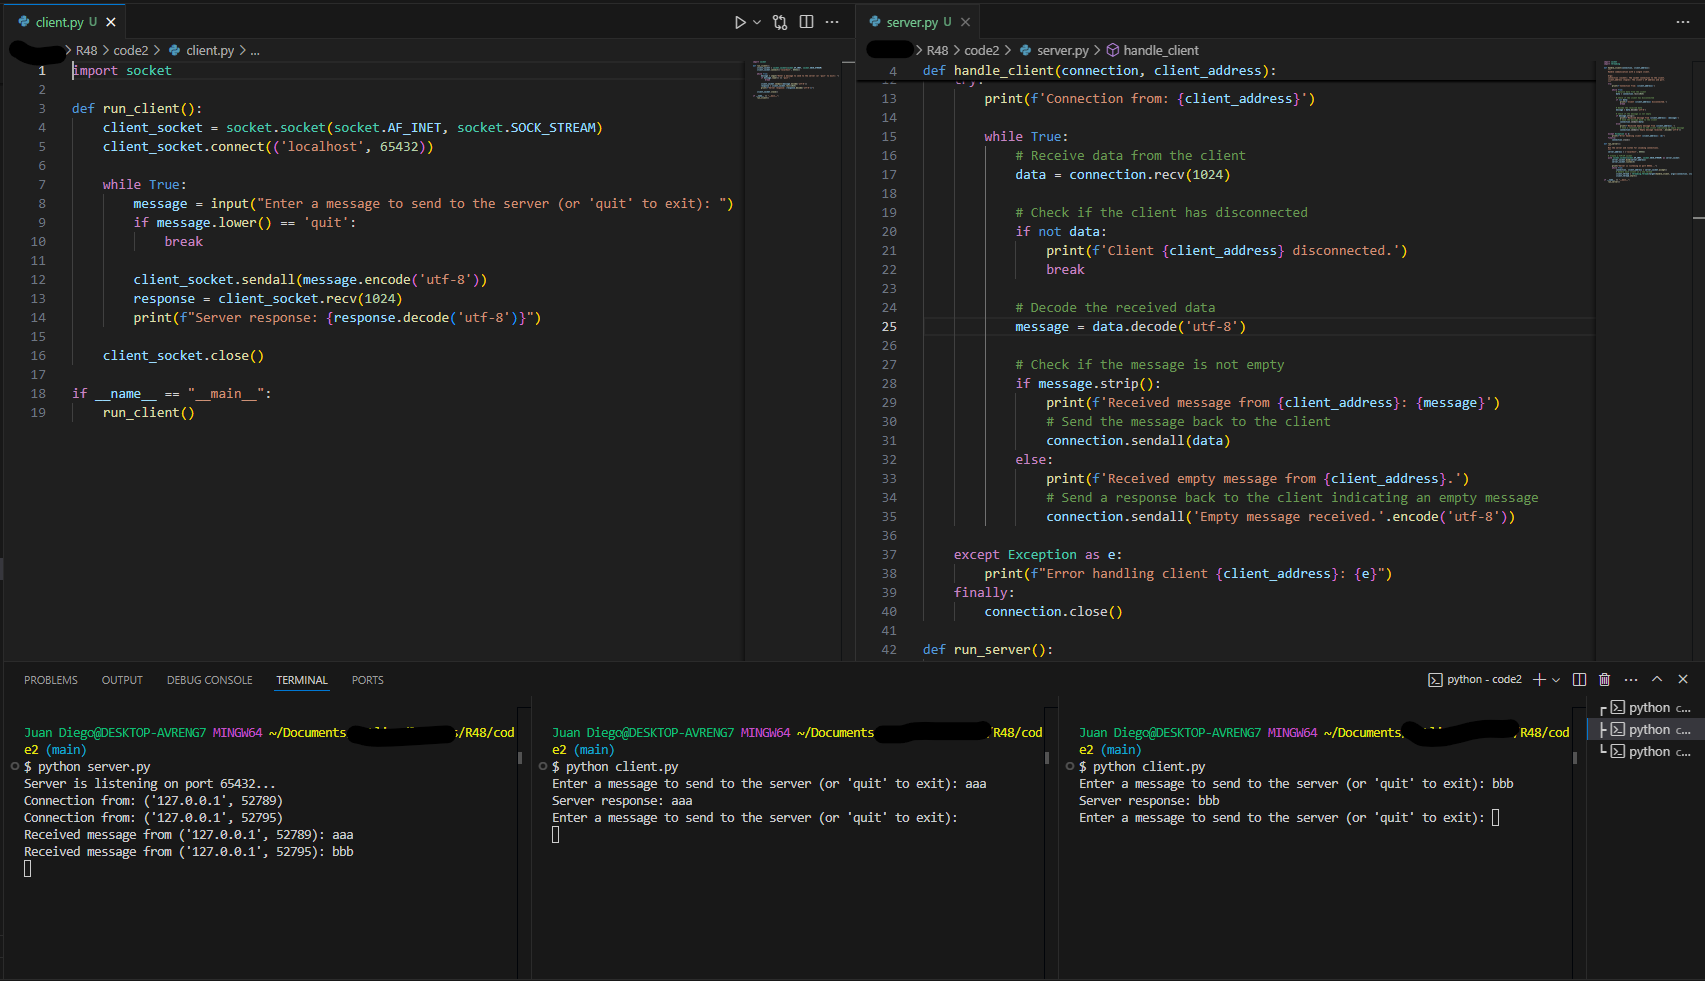 client.py U
server.py U
R48 > code2 > client.py > ...
R48 > code2 > server.py > handle_client
1 import socket
2
3 def run_client():
4 client_socket = socket.socket(socket.AF_INET, socket.SOCK_STREAM)
5 client_socket.connect(('localhost', 65432))
6
7 while True:
8 message = input("Enter a message to send to the server (or 'quit' to exit): ")
9 if message.lower() == 'quit':
10 break
11
12 client_socket.sendall(message.encode('utf-8'))
13 response = client_socket.recv(1024)
14 print(f"Server response: {response.decode('utf-8')}")
15
16 client_socket.close()
17
18 if __name__ == "__main__":
19 run_client()
4 def handle_client(connection, client_address):
12 try:
13 print(f'Connection from: {client_address}')
14
15 while True:
16 # Receive data from the client
17 data = connection.recv(1024)
18
19 # Check if the client has disconnected
20 if not data:
21 print(f'Client {client_address} disconnected.')
22 break
23
24 # Decode the received data
25 message = data.decode('utf-8')
26
27 # Check if the message is not empty
28 if message.strip():
29 print(f'Received message from {client_address}: {message}')
30 # Send the message back to the client
31 connection.sendall(data)
32 else:
33 print(f'Received empty message from {client_address}.')
34 # Send a response back to the client indicating an empty message
35 connection.sendall('Empty message received.'.encode('utf-8'))
36
37 except Exception as e:
38 print(f"Error handling client {client_address}: {e}")
39 finally:
40 connection.close()
41
42 def run_server():
PROBLEMS OUTPUT DEBUG CONSOLE TERMINAL PORTS
python - code2
Juan Diego@DESKTOP-AVRENG7 MINGW64 ~/Documents
s/R48/cod
e2 (main)
$ python server.py
Server is listening on port 65432...
Connection from: ('127.0.0.1', 52789)
Connection from: ('127.0.0.1', 52795)
Received message from ('127.0.0.1', 52789): aaa
Received message from ('127.0.0.1', 52795): bbb
Juan Diego@DESKTOP-AVRENG7 MINGW64 ~/Documents
R48/cod
e2 (main)
$ python client.py
Enter a message to send to the server (or 'quit' to exit): aaa
Server response: aaa
Enter a message to send to the server (or 'quit' to exit):
Juan Diego@DESKTOP-AVRENG7 MINGW64 ~/Documents/
R48/cod
e2 (main)
$ python client.py
Enter a message to send to the server (or 'quit' to exit): bbb
Server response: bbb
Enter a message to send to the server (or 'quit' to exit):
python c...
python c...
python c...